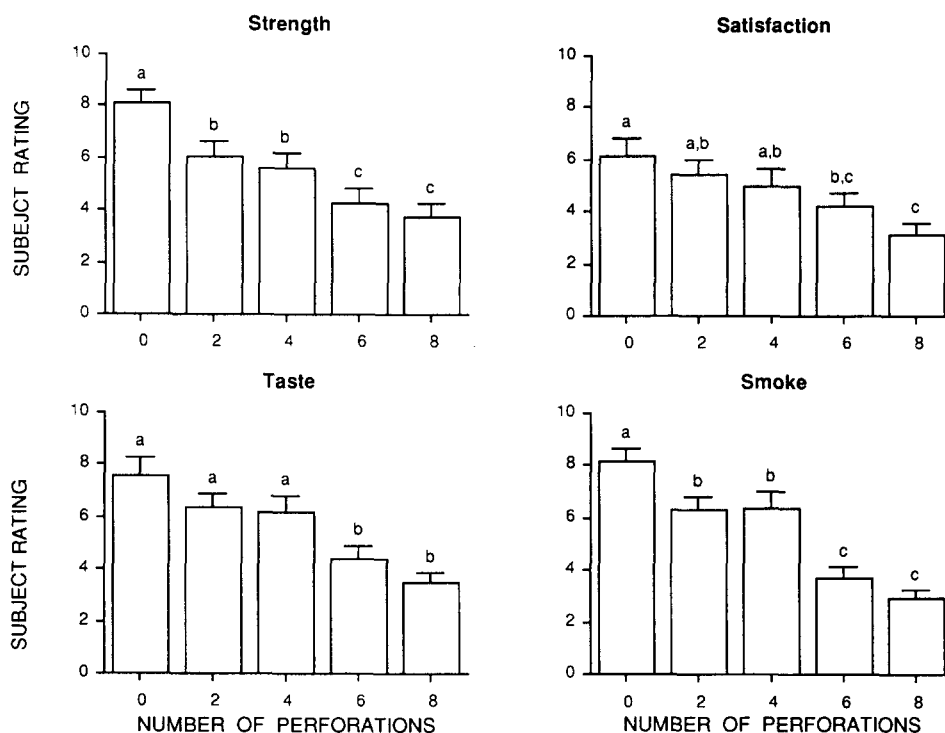 Strength
10
8
6
4
2
0
a
b
b
c
c
0 2 4 6 8
SUBEJCT RATING
Satisfaction
10
8
6
4
2
0
a
a,b
a,b
b,c
c
0 2 4 6 8
Taste
10
8
6
4
2
0
a
a
a
b
b
0 2 4 6 8
SUBJECT RATING
NUMBER OF PERFORATIONS
Smoke
10
8
6
4
2
0
a
b
b
c
c
0 2 4 6 8
NUMBER OF PERFORATIONS